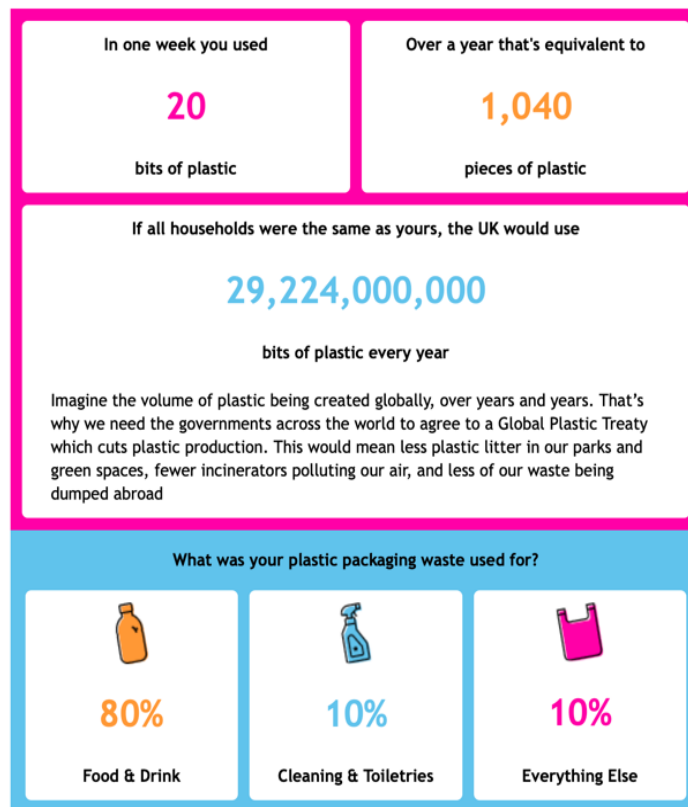 In one week you used
20
bits of plastic
Over a year that's equivalent to
1,040
pieces of plastic
If all households were the same as yours, the UK would use
29,224,000,000
bits of plastic every year
Imagine the volume of plastic being created globally, over years and years. That’s
why we need the governments across the world to agree to a Global Plastic Treaty
which cuts plastic production. This would mean less plastic litter in our parks and
green spaces, fewer incinerators polluting our air, and less of our waste being
dumped abroad
What was your plastic packaging waste used for?
80%
Food & Drink
10%
Cleaning & Toiletries
10%
Everything Else